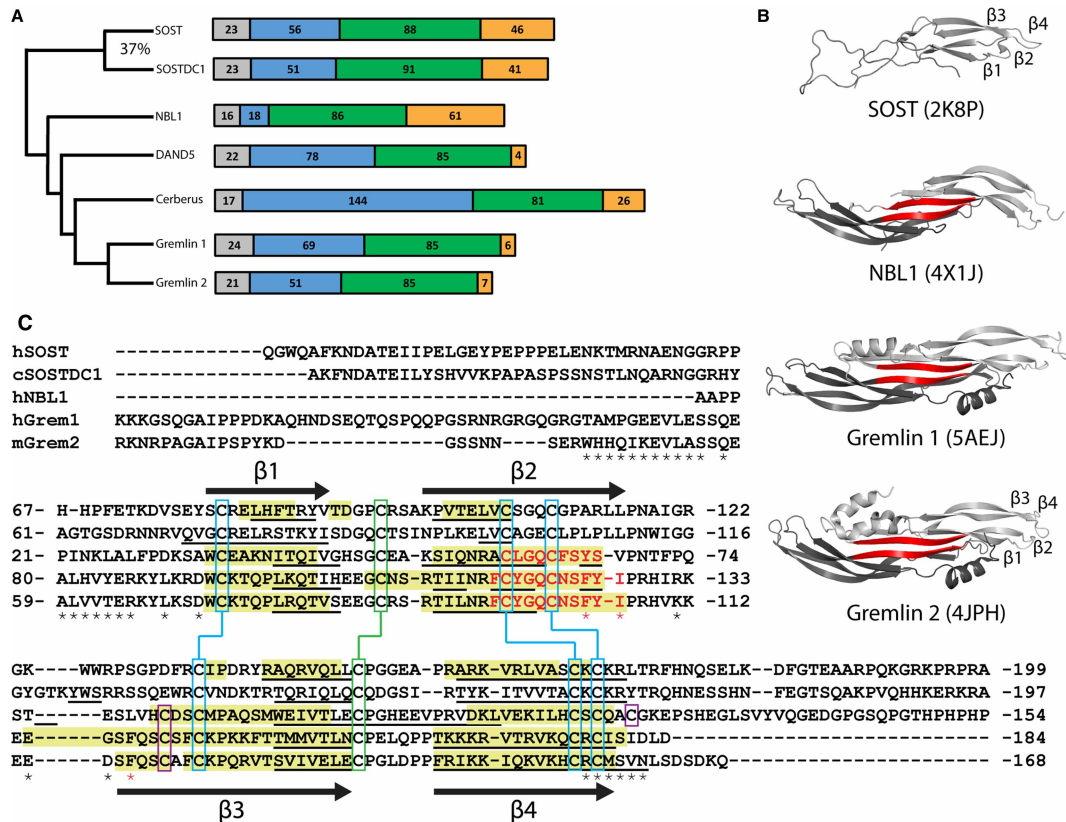 A
SOST 23 56 88 46
37%
SOSTDC1 23 51 91 41
NBL1 16 18 86 61
DAND5 22 78 85 4
Cerberus 17 144 81 26
Gremlin 1 24 69 85 6
Gremlin 2 21 51 85 7
B
β3 β4
β1 β2
SOST (2K8P)
NBL1 (4X1J)
Gremlin 1 (5AEJ)
β3 β4
β1 β2
Gremlin 2 (4JPH)
C
hSOST ---------------QGWQAFKNDATEIIPELGEYPEPPPELENKTMRNAENGGRPP
cSOSTDC1 --------------------AKFNDATEILYSHVVKPAPASPSSNSTLNQARNGGRHY
hNBL1 ------------------------------------------------------AAPP
hGrem1 KKKGSQGAIPPPDKAQHNDSEQTQSPQQPGSRNRGRGQGRGTAMPGEEVLESSQE
mGrem2 RKNRPAGAIPSPYKD------------GSSNN----SERWHHQIKEVLASSQE
*********** *
β1 β2
67- H-HPFETKDVSEYSCRELHFTRYVTDGPCRSAKPVTELVCSGQCGPARLLPNAIGR -122
61- AGTGSDRNNRVQVGCRELRSTKYISDGQCTSINPLKELVCAGECLPLPLLPNWIGG -116
21- PINKLALFPDKSAWCEAKNITQIVGHSGCEA-KSIQNRACLGQCFSYS-VPNTFPQ -74
80- ALHVTERKYLKRDWCKTQPLKQTIHEEGCNS-RTIINRFCYGQCNSFY-IPRHIRK -133
59- ALVVTERKYLKSDWCKTQPLRQTVSEEGCRS-RTILNRFCYGQCNSFY-IPRHVKK -112
******* * * * * *
GK----WWRPSGPDFRCIPDRYRAQRVQLLCPGGEA-PRARK-VRLVASCKCKRLTRFHNQSELK--DFGTEAARPQKGRKPRPRA -199
GYGTKYWSRRSSQEWRCVNDKTRTQRIQLQCQDGSI-RTYK-ITVVTACKCKRYTRQHNESSHN--FEGTSQAKPVQHHKERKRA -197
ST-----ESLVHCDSCMPAQSMWEIVTLECPGHEEVPRVDKLVEKILHCSCQACGKEPSHEGLSVYVQGEDGPGSQPGTHPHPHP -154
EE-----GSFQSCSFCKPKKFTTMMVTLNCPELQPPTKKKRV-TRVKQCRCISIDLD---------------------------- -184
EE-----DSFQSCAFCKPQRVTSVIVELECPGLDPPFRIKK-IQKVKHCRCMSVNLSDSDKQ----------------------- -168
* * * ******
β3 β4